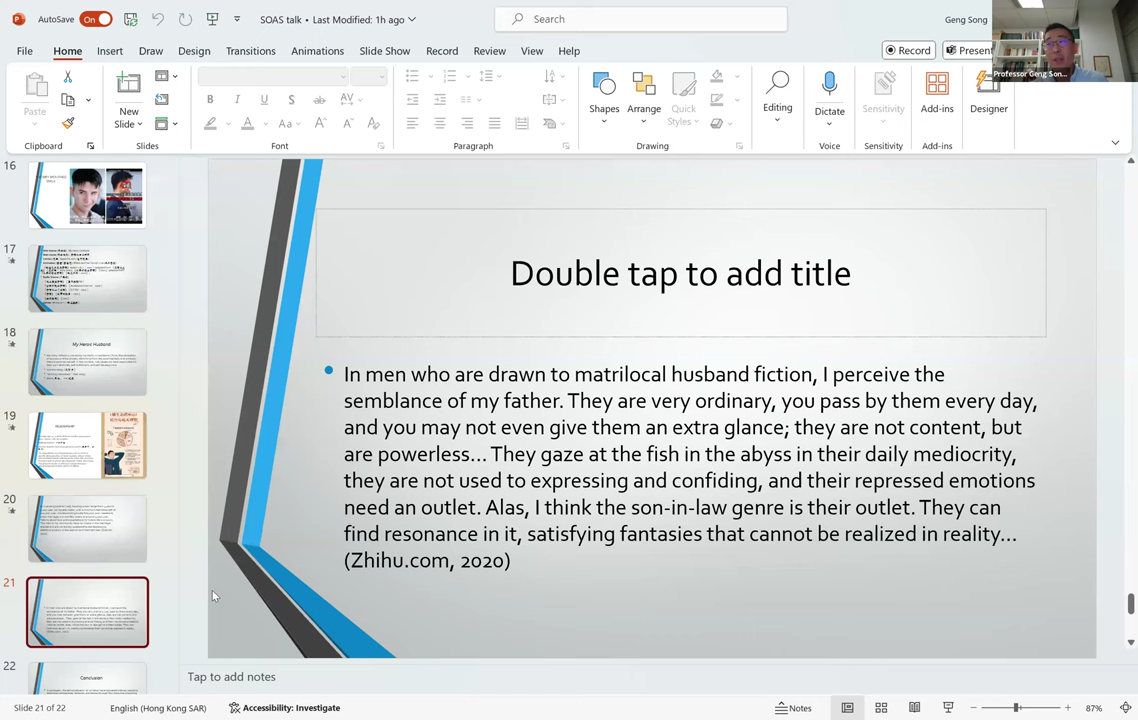 AutoSave On SOAS talk • Last Modified: 1h ago Search Geng Song
File Home Insert Draw Design Transitions Animations Slide Show Record Review View Help Record Present
Professor Geng Son...
Paste New Slide Shapes Arrange Quick Styles Editing Dictate Sensitivity Add-ins Designer
Clipboard Slides Font Paragraph Drawing Voice Sensitivity Add-ins
16
17
18
My Heroic Husband
19
20
21
22
Conclusion
Double tap to add title
In men who are drawn to matrilocal husband fiction, I perceive the
semblance of my father. They are very ordinary, you pass by them every day,
and you may not even give them an extra glance; they are not content, but
are powerless... They gaze at the fish in the abyss in their daily mediocrity,
they are not used to expressing and confiding, and their repressed emotions
need an outlet. Alas, I think the son-in-law genre is their outlet. They can
find resonance in it, satisfying fantasies that cannot be realized in reality...
(Zhihu.com, 2020)
Tap to add notes
Slide 21 of 22 English (Hong Kong SAR) Accessibility: Investigate Notes 87%